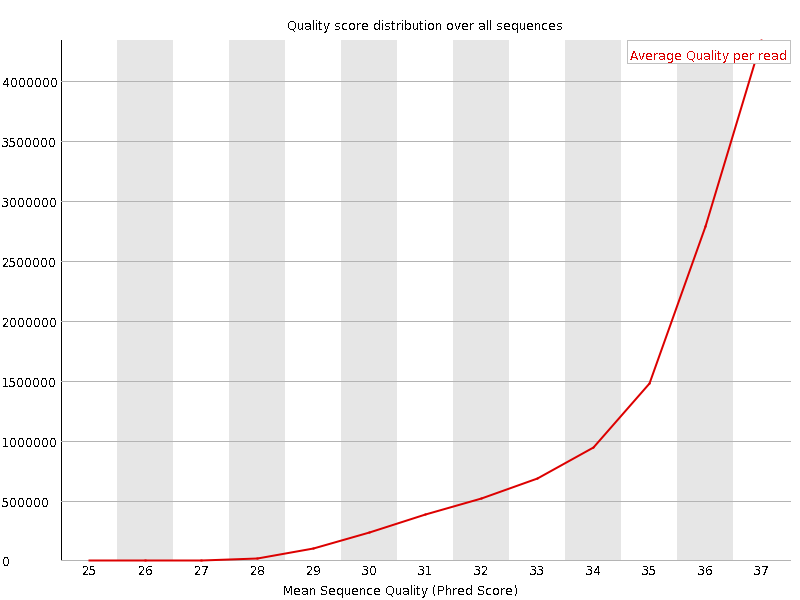 Quality score distribution over all sequences
Average Quality per read
4000000
3500000
3000000
2500000
2000000
1500000
1000000
500000
0
25 26 27 28 29 30 31 32 33 34 35 36 37
Mean Sequence Quality (Phred Score)